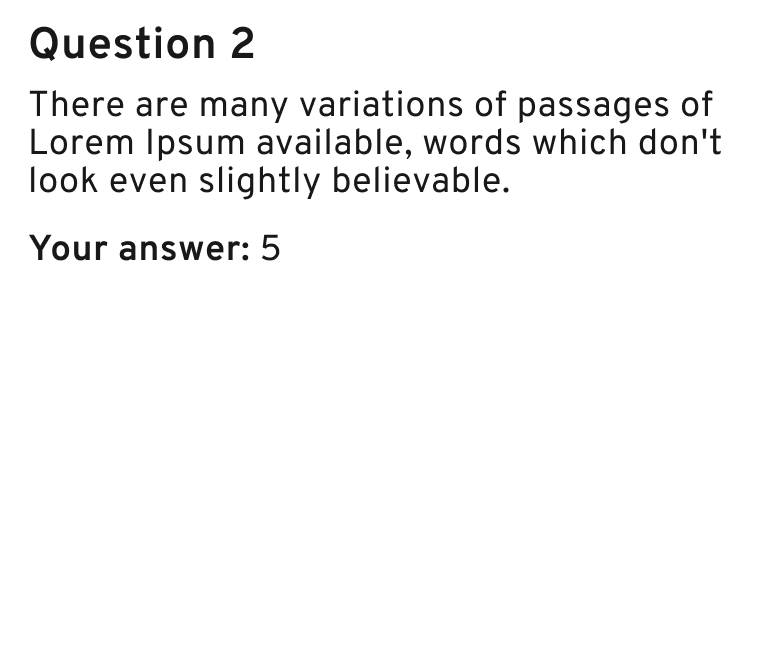 Question 2
There are many variations of passages of
Lorem Ipsum available, words which don't
look even slightly believable.
Your answer: 5